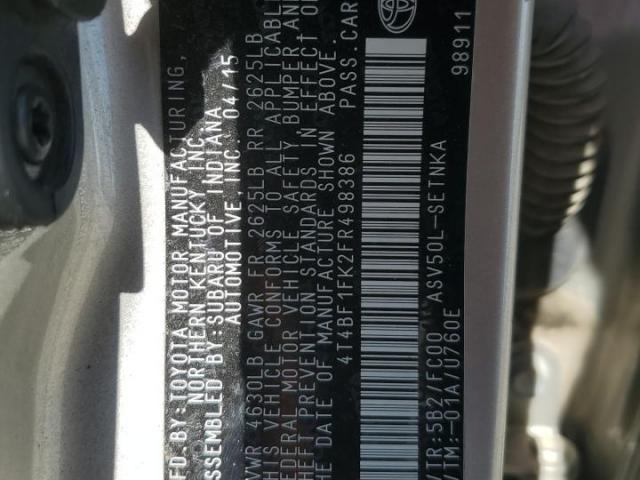 MFD.BY:TOYOTA MOTOR MANUFACTURING,
NORTHERN KENTUCKY INC.
ASSEMBLED BY:SUBARU OF INDIANA
AUTOMOTIVE, INC. 04/15
GVWR 4630LB GAWR FR 2625LB RR 2625LB
THIS VEHICLE CONFORMS TO ALL APPLICABLE
FEDERAL MOTOR VEHICLE SAFETY, BUMPER AND
THEFT PREVENTION STANDARDS IN EFFECT ON
THE DATE OF MANUFACTURE SHOWN ABOVE.
4T4BF1FK2FR498386 PASS.CAR
C/TR:5B2/FC00 ASV50L-SETNKA
A/TM:-01A/U760E
98911